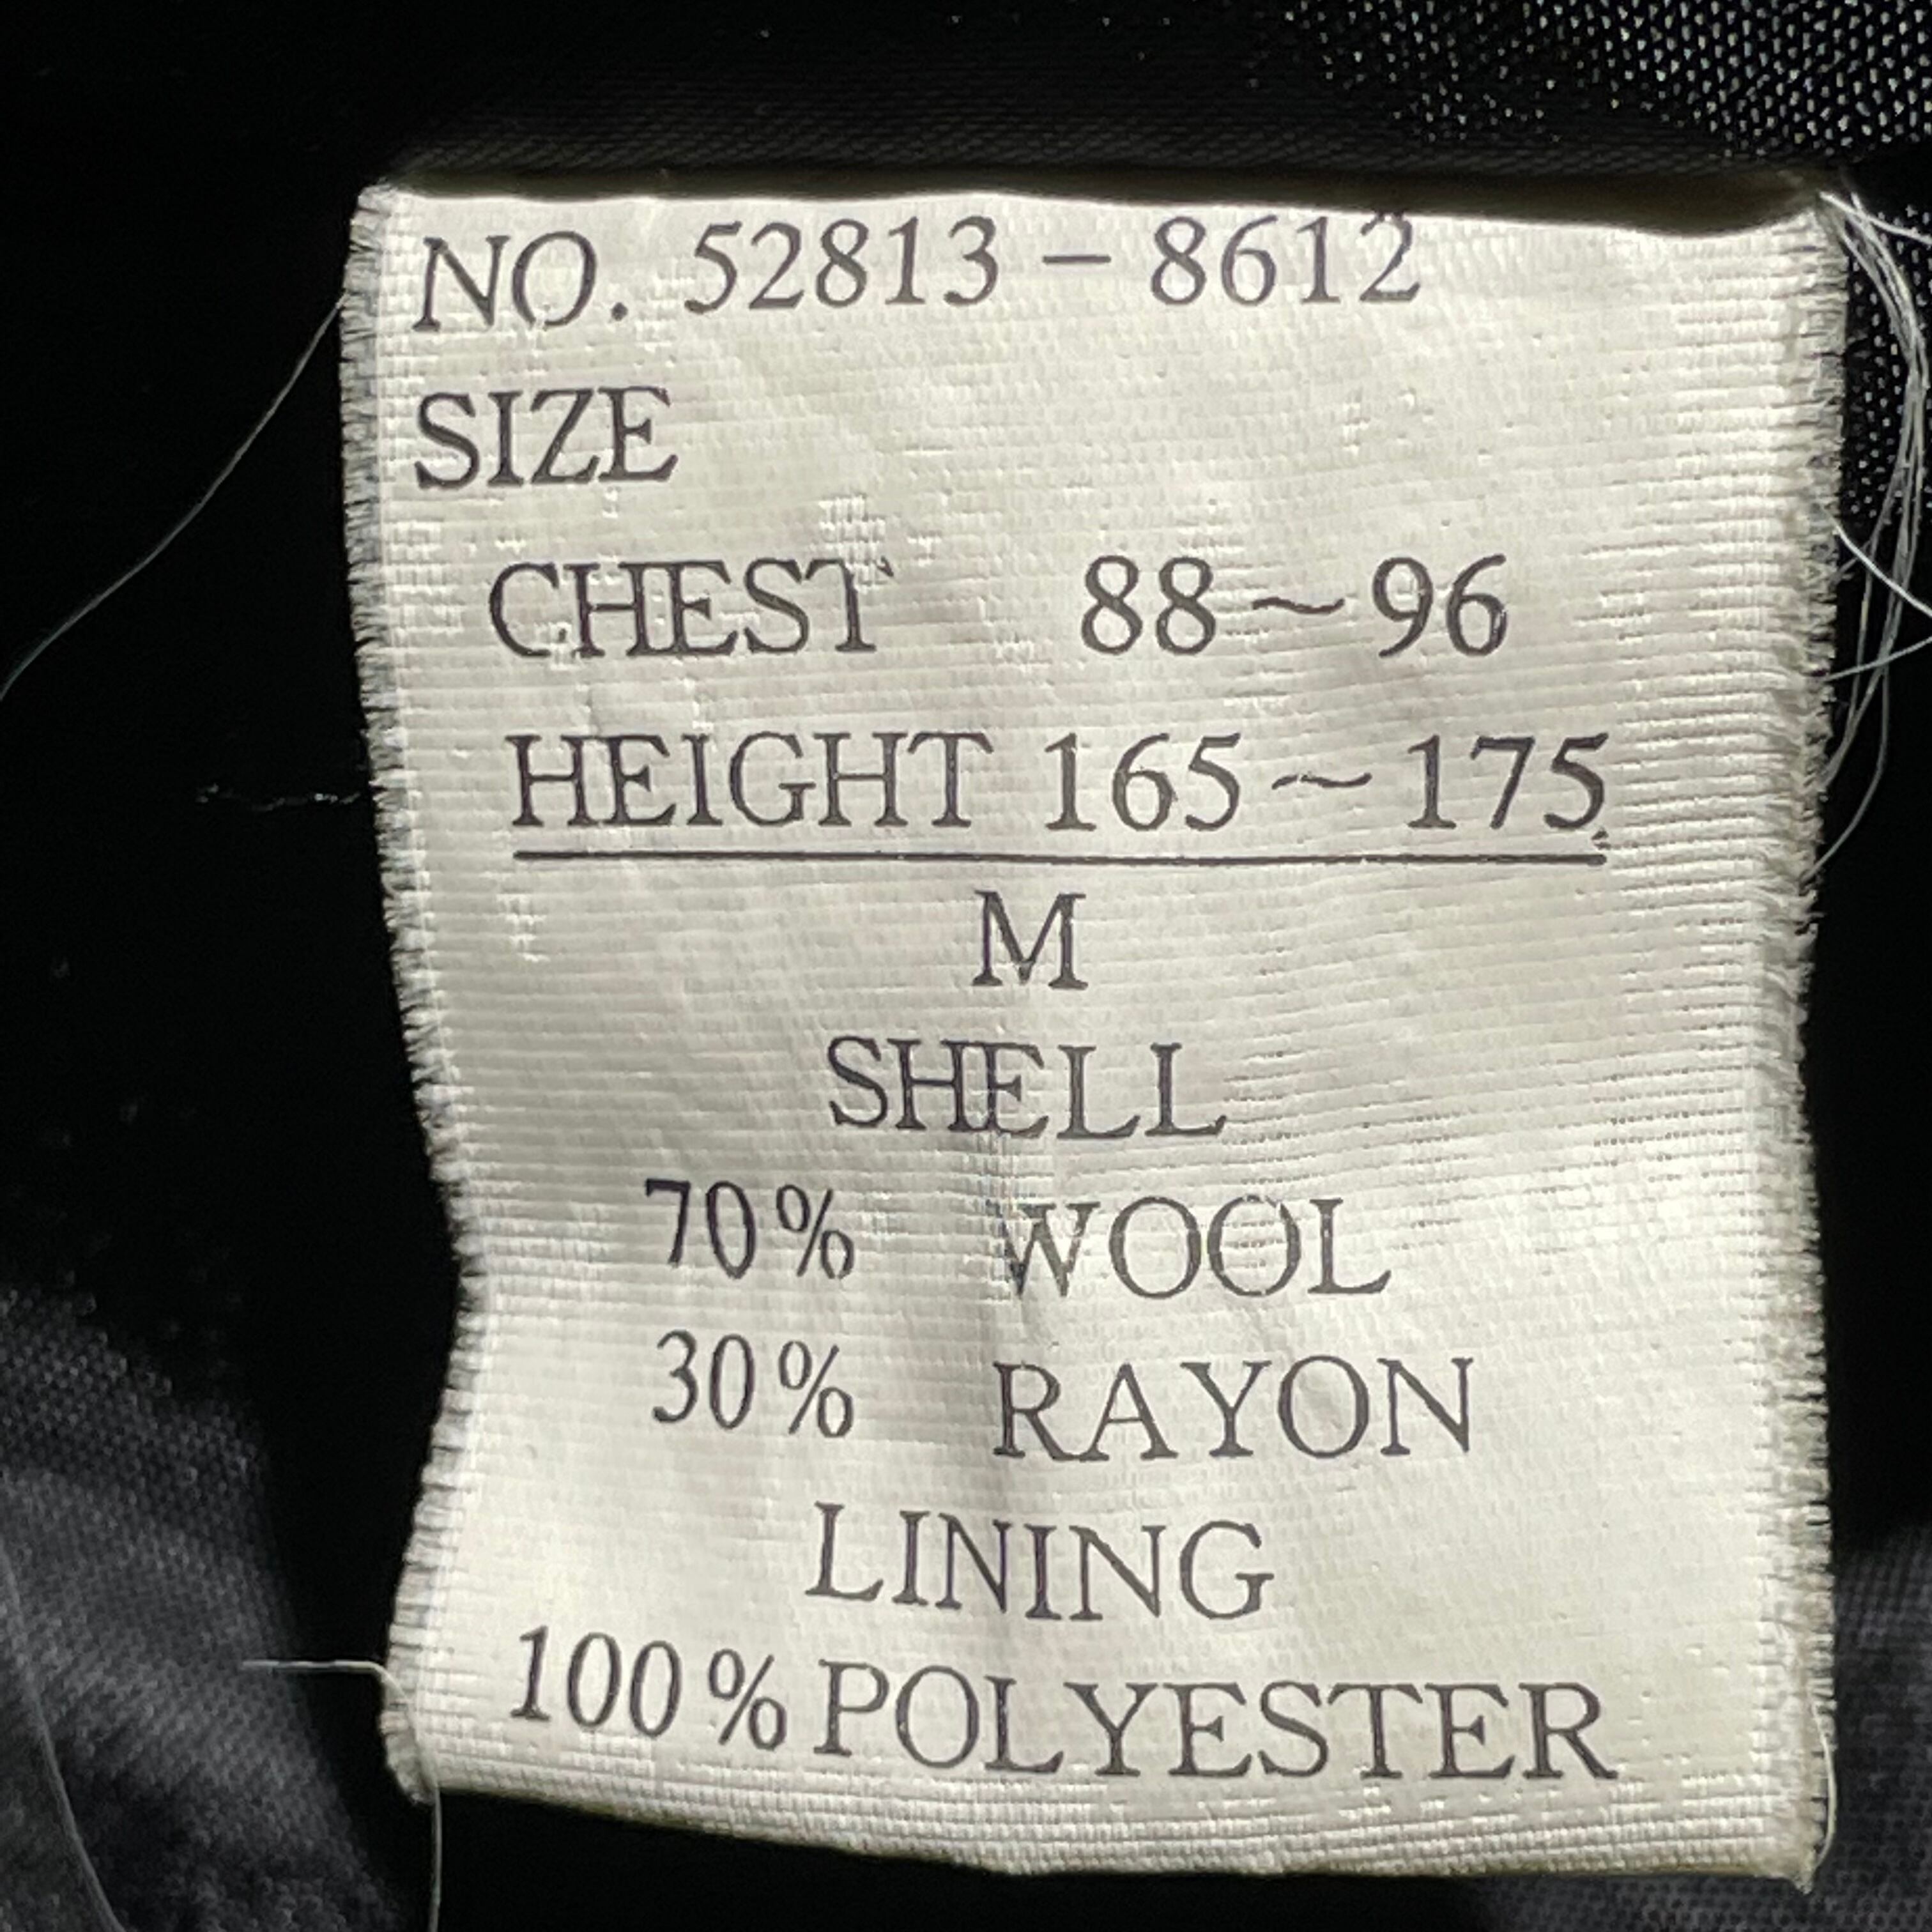 NO. 52813-8612
SIZE
CHEST 88~96
HEIGHT 165~175
M
SHELL
70% WOOL
30% RAYON
LINING
100% POLYESTER